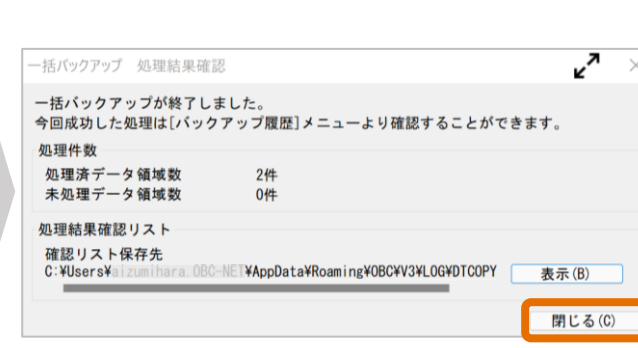 一括バックアップ 処理結果確認
一括バックアップが終了しました。
今回成功した処理は[バックアップ履歴]メニューより確認することができます。
処理件数
処理済データ領域数 2件
未処理データ領域数 0件
処理結果確認リスト
確認リスト保存先
C:¥Users¥aizumihara.OBC-NET¥AppData¥Roaming¥OBC¥V3¥LOG¥DTCOPY 表示(B)
閉じる(C)